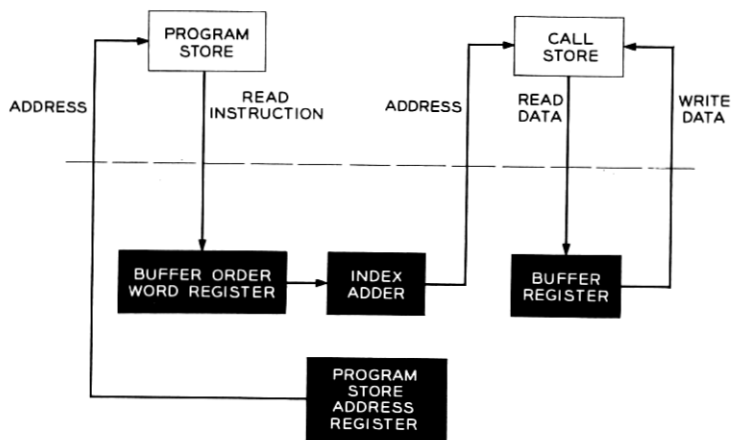 PROGRAM
STORE
CALL
STORE
ADDRESS
READ
INSTRUCTION
ADDRESS
READ
DATA
WRITE
DATA
BUFFER ORDER
WORD REGISTER
INDEX
ADDER
BUFFER
REGISTER
PROGRAM
STORE
ADDRESS
REGISTER